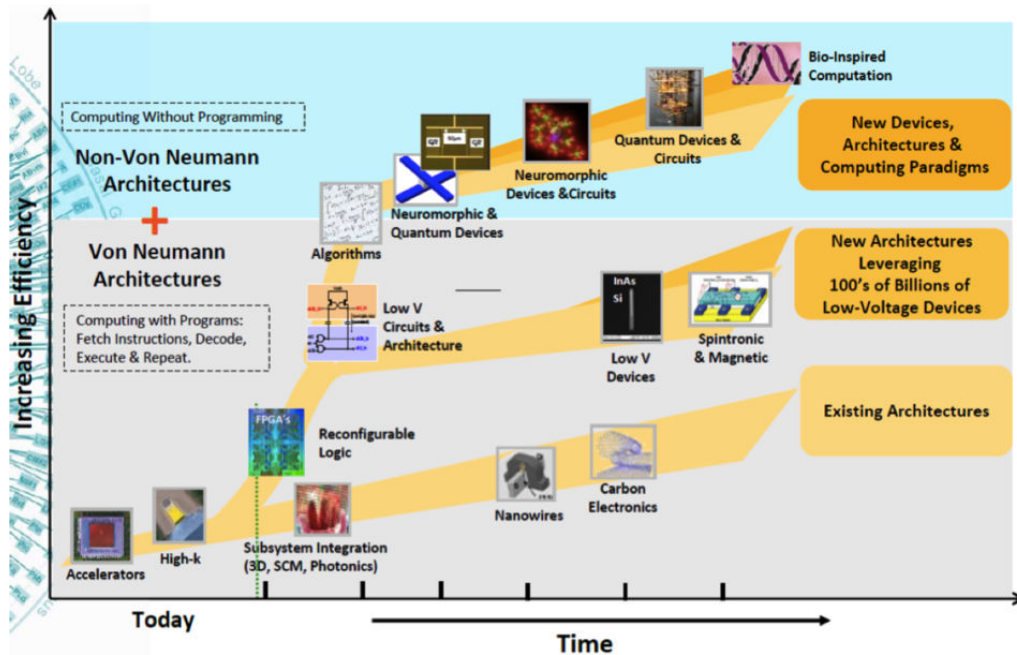 Lobe
Increasing Efficiency
Computing Without Programming
Non-Von Neumann
Architectures
+
Von Neumann
Architectures
Computing with Programs:
Fetch Instructions, Decode,
Execute & Repeat.
Bio-Inspired
Computation
Quantum Devices &
Circuits
Neuromorphic
Devices &Circuits
Neuromorphic &
Quantum Devices
Algorithms
New Devices,
Architectures &
Computing Paradigms
Low V
Circuits &
Architecture
InAs
Si
Low V
Devices
Spintronic
& Magnetic
New Architectures
Leveraging
100's of Billions of
Low-Voltage Devices
FPGA's
Reconfigurable
Logic
Nanowires
Carbon
Electronics
Existing Architectures
Accelerators
High-k
Subsystem Integration
(3D, SCM, Photonics)
Today
Time